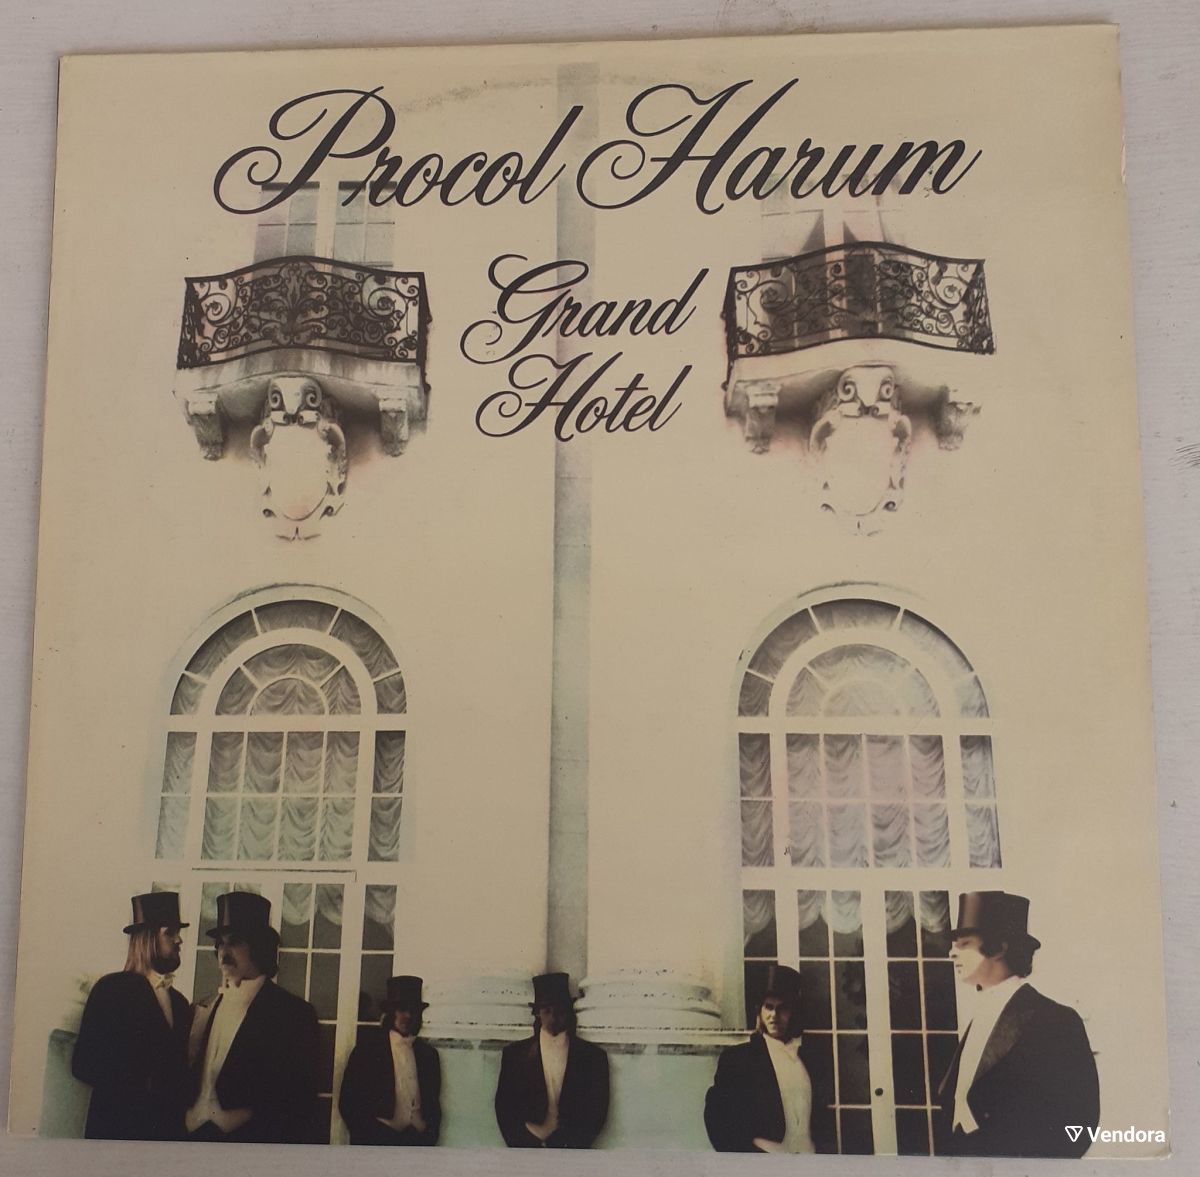 Procol Harum
Grand
Hotel
Vendora